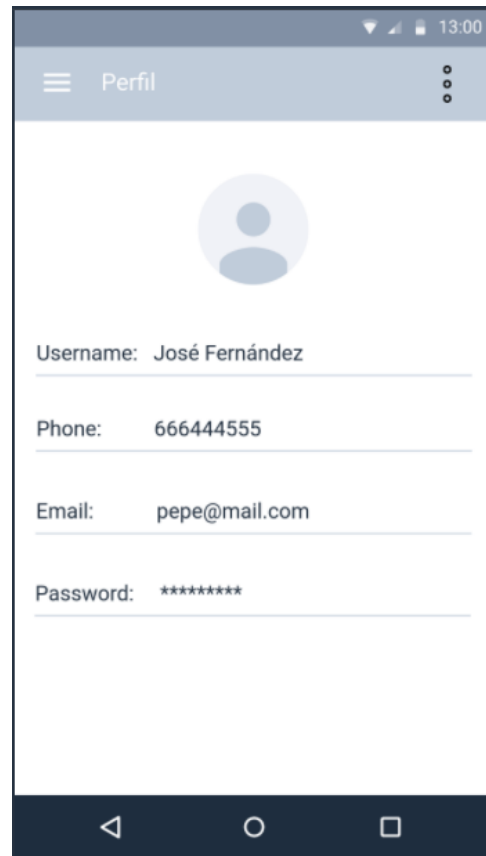 13:00
Perfil
Username: José Fernández
Phone: 666444555
Email: pepe@mail.com
Password: *********